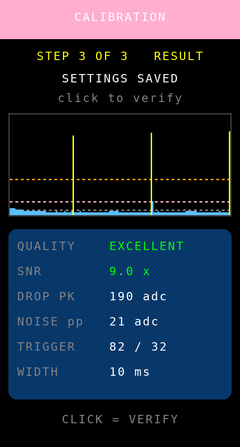 CALIBRATION
STEP 3 OF 3 RESULT
SETTINGS SAVED
click to verify
QUALITY EXCELLENT
SNR 9.0 x
DROP PK 190 adc
NOISE pp 21 adc
TRIGGER 82 / 32
WIDTH 10 ms
CLICK = VERIFY